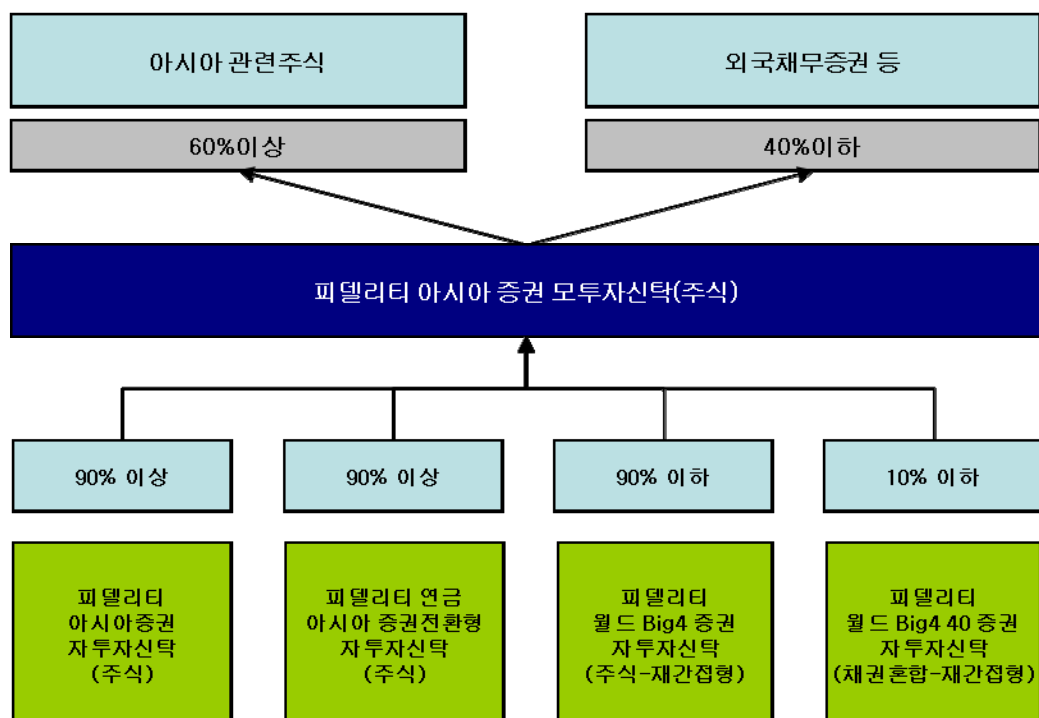 아시아 관련주식
외국채무증권 등
60%이상
40%이하
피델리티 아시아 증권 모투자신탁(주식)
90% 이상
90% 이상
90% 이하
10% 이하
피델리티
아시아증권
자투자신탁
(주식)
피델리티 연금
아시아 증권전환형
자투자신탁
(주식)
피델리티
월드 Big4 증권
자투자신탁
(주식-재간접형)
피델리티
월드 Big4 40 증권
자투자신탁
(채권혼합-재간접형)